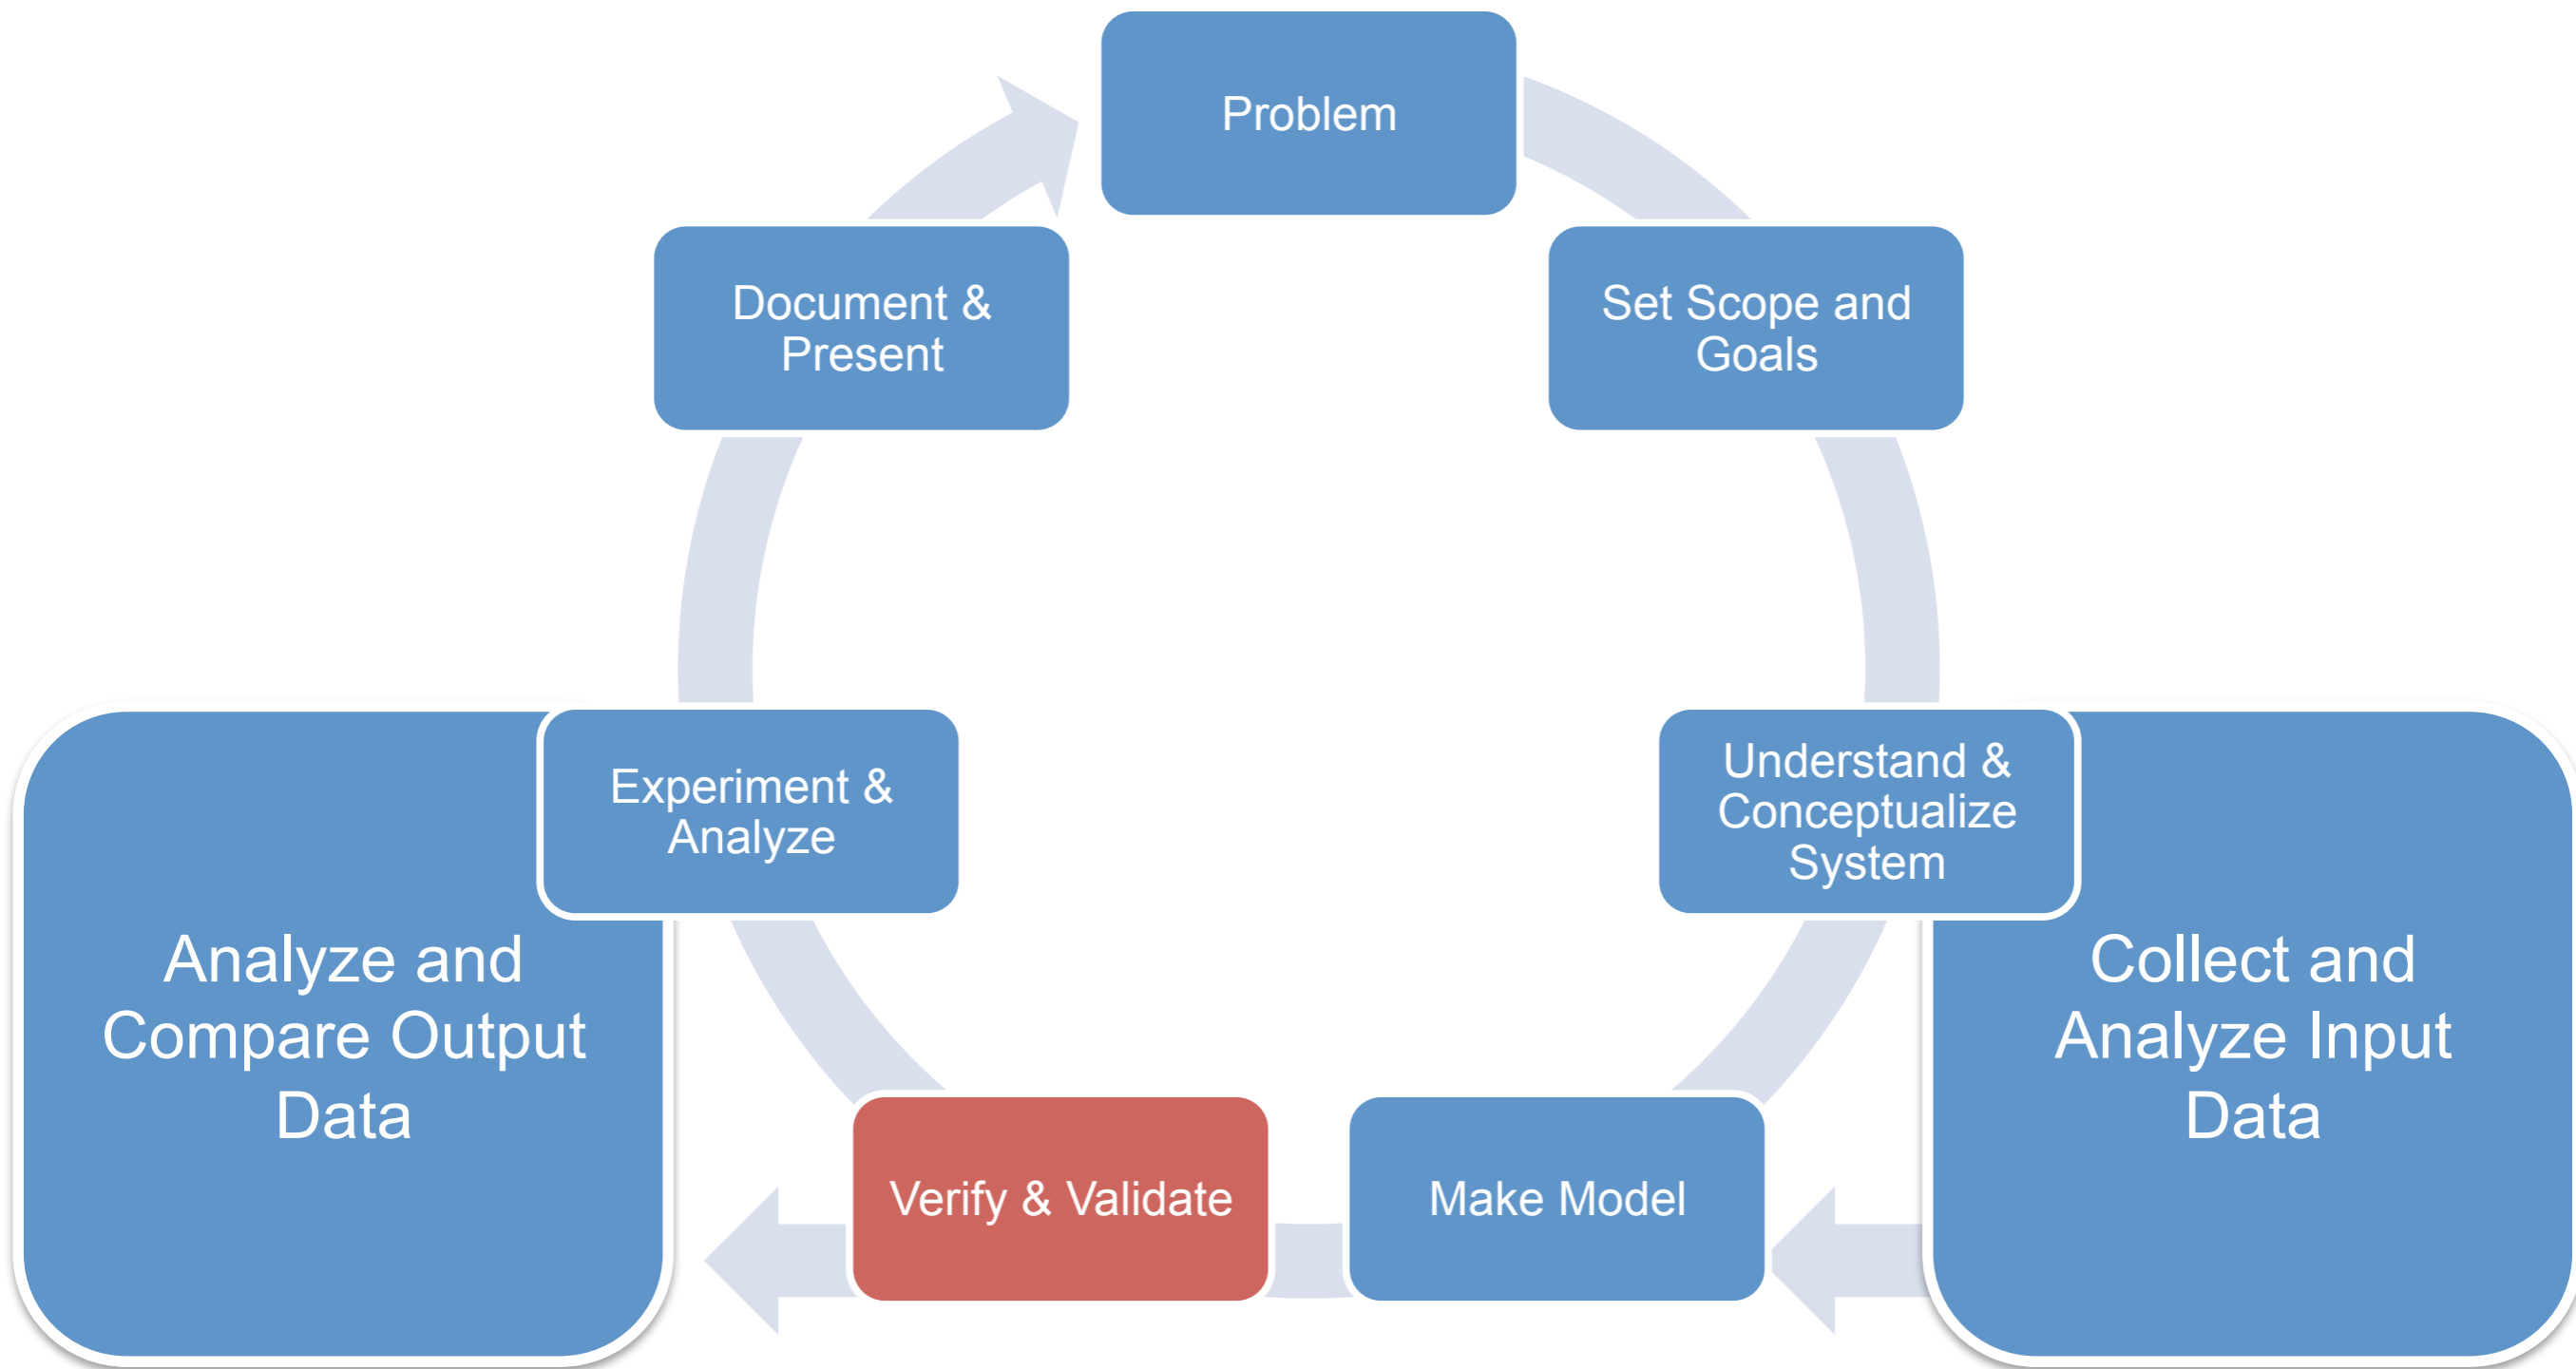 Problem
Set Scope and
Goals
Understand &
Conceptualize
System
Collect and
Analyze Input
Data
Make Model
Verify & Validate
Analyze and
Compare Output
Data
Experiment &
Analyze
Document &
Present